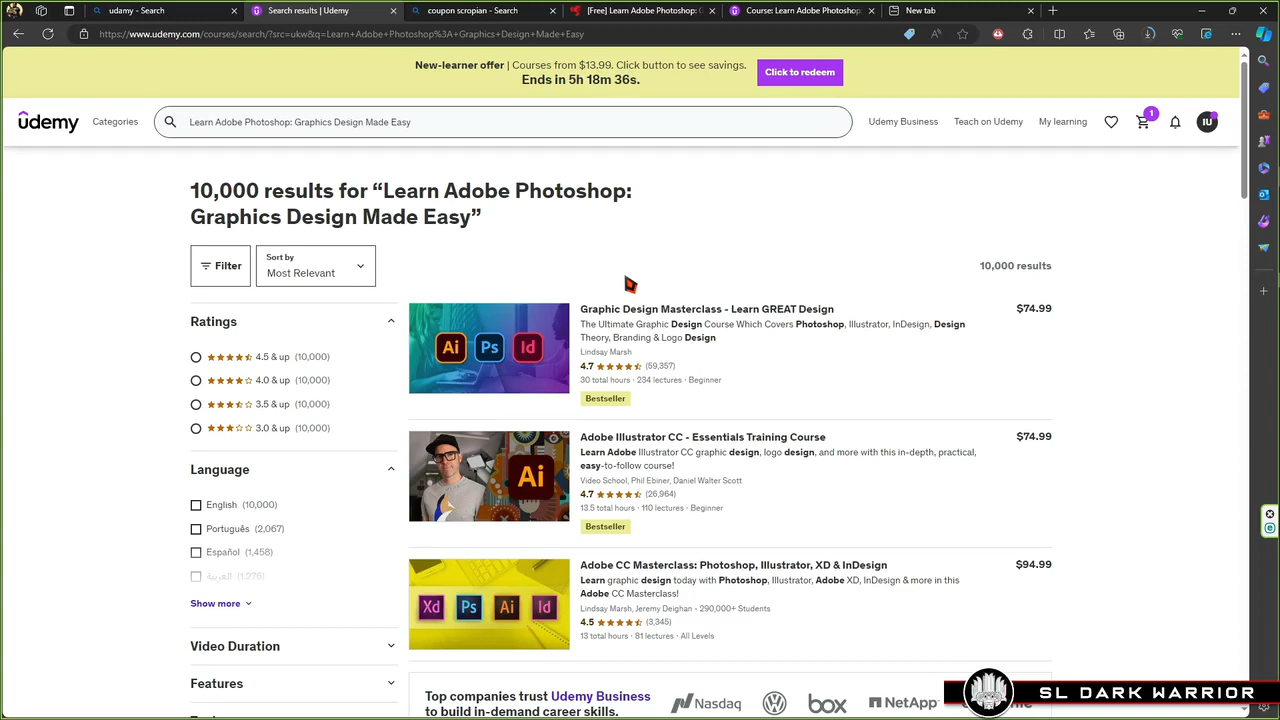 udamy - Search
Search results | Udemy
coupon scropian - Search
[Free] Learn Adobe Photoshop: G
Course: Learn Adobe Photoshop:
New tab
https://www.udemy.com/courses/search/?src=ukw&q=Learn+Adobe+Photoshop%3A+Graphics+Design+Made+Easy
New-learner offer | Courses from $13.99. Click button to see savings.
Ends in 5h 18m 36s.
Click to redeem
udemy
Categories
Learn Adobe Photoshop: Graphics Design Made Easy
Udemy Business
Teach on Udemy
My learning
1
IU
10,000 results for “Learn Adobe Photoshop:
Graphics Design Made Easy”
Filter
Sort by
Most Relevant
10,000 results
Ratings
4.5 & up (10,000)
4.0 & up (10,000)
3.5 & up (10,000)
3.0 & up (10,000)
Language
English (10,000)
Português (2,067)
Español (1,458)
العربية (1,276)
Show more
Video Duration
Features
Ai Ps Id
Graphic Design Masterclass - Learn GREAT Design
$74.99
The Ultimate Graphic Design Course Which Covers Photoshop, Illustrator, InDesign, Design
Theory, Branding & Logo Design
Lindsay Marsh
4.7 (59,357)
30 total hours · 234 lectures · Beginner
Bestseller
Ai
Adobe Illustrator CC - Essentials Training Course
$74.99
Learn Adobe Illustrator CC graphic design, logo design, and more with this in-depth, practical,
easy-to-follow course!
Video School, Phil Ebiner, Daniel Walter Scott
4.7 (26,964)
13.5 total hours · 110 lectures · Beginner
Bestseller
Xd Ps Ai Id
Adobe CC Masterclass: Photoshop, Illustrator, XD & InDesign
$94.99
Learn graphic design today with Photoshop, Illustrator, Adobe XD, InDesign & more in this
Adobe CC Masterclass!
Lindsay Marsh, Jeremy Deighan - 290,000+ Students
4.5 (3,345)
13 total hours · 81 lectures · All Levels
Top companies trust Udemy Business
to build in-demand career skills.
Nasdaq
box
NetApp
SL DARK WARRIOR